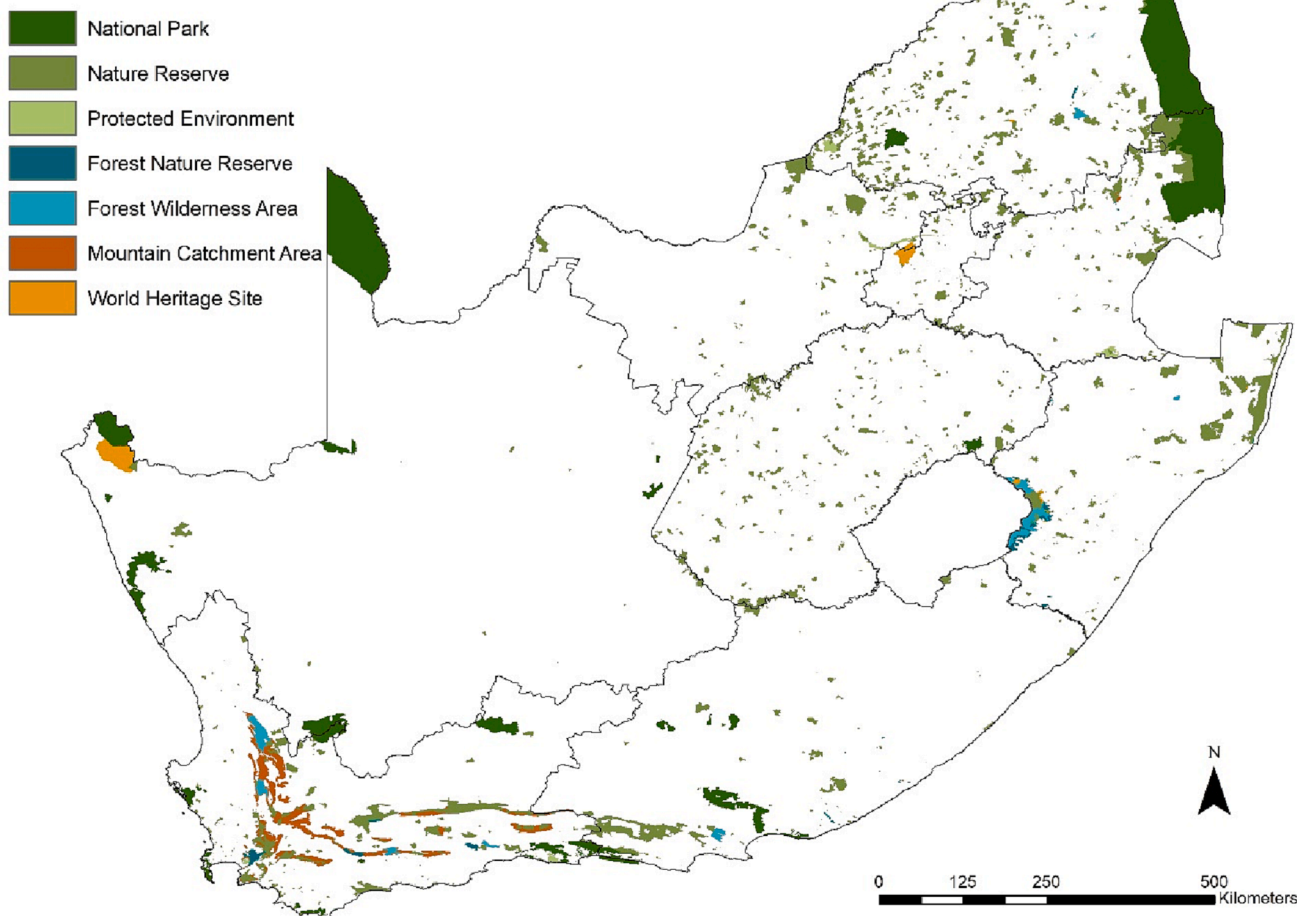 National Park
Nature Reserve
Protected Environment
Forest Nature Reserve
Forest Wilderness Area
Mountain Catchment Area
World Heritage Site
N
0 125 250 500
Kilometers